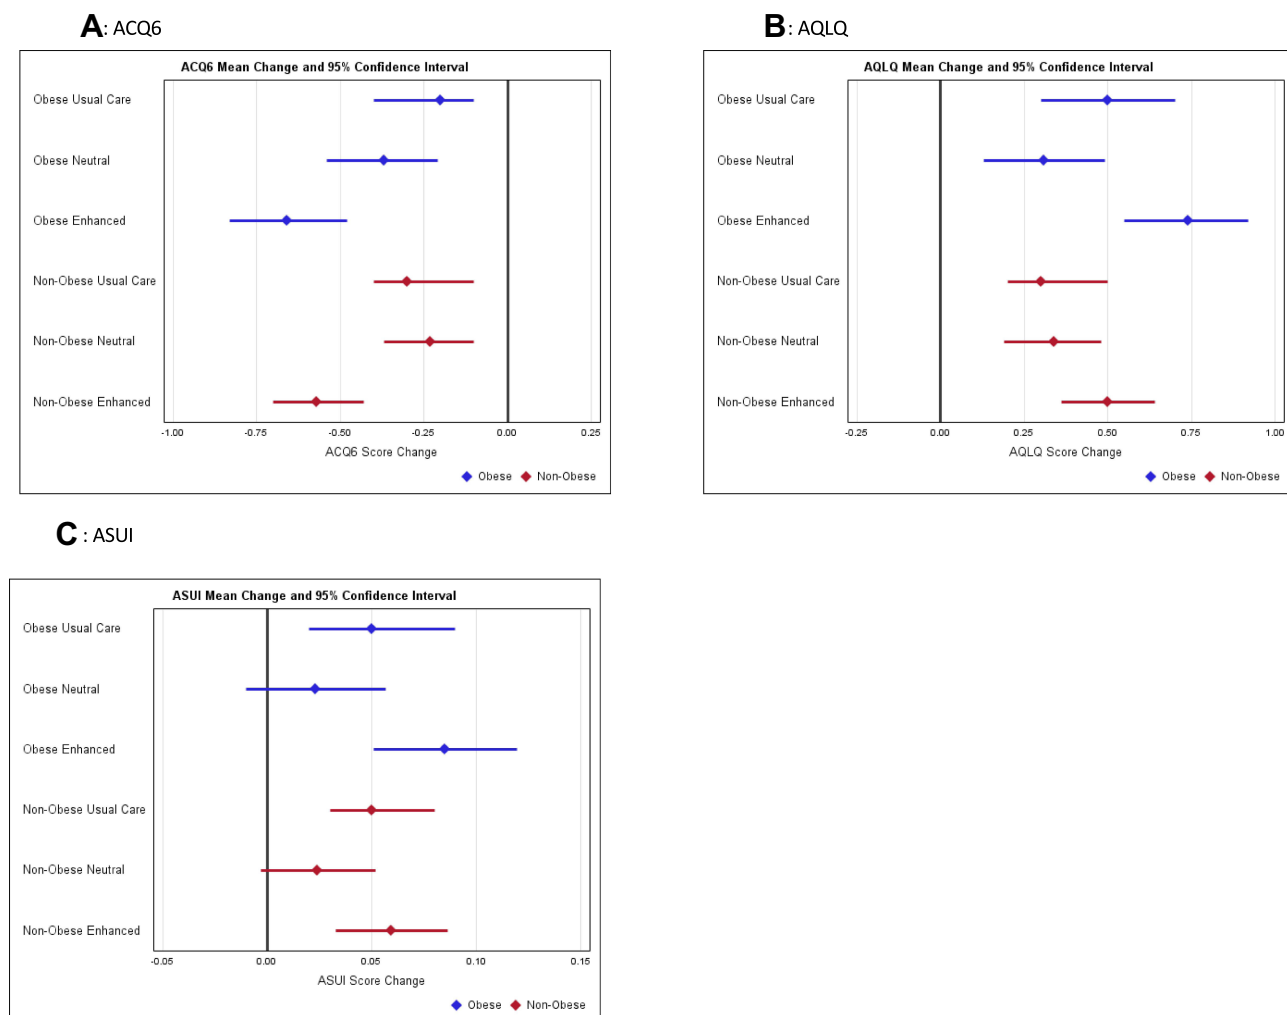 A: ACQ6
ACQ6 Mean Change and 95% Confidence Interval
Obese Usual Care
Obese Neutral
Obese Enhanced
Non-Obese Usual Care
Non-Obese Neutral
Non-Obese Enhanced
-1.00 -0.75 -0.50 -0.25 0.00 0.25
ACQ6 Score Change
Obese Non-Obese
B: AQLQ
AQLQ Mean Change and 95% Confidence Interval
Obese Usual Care
Obese Neutral
Obese Enhanced
Non-Obese Usual Care
Non-Obese Neutral
Non-Obese Enhanced
-0.25 0.00 0.25 0.50 0.75 1.00
AQLQ Score Change
Obese Non-Obese
C : ASUI
ASUI Mean Change and 95% Confidence Interval
Obese Usual Care
Obese Neutral
Obese Enhanced
Non-Obese Usual Care
Non-Obese Neutral
Non-Obese Enhanced
-0.05 0.00 0.05 0.10 0.15
ASUI Score Change
Obese Non-Obese